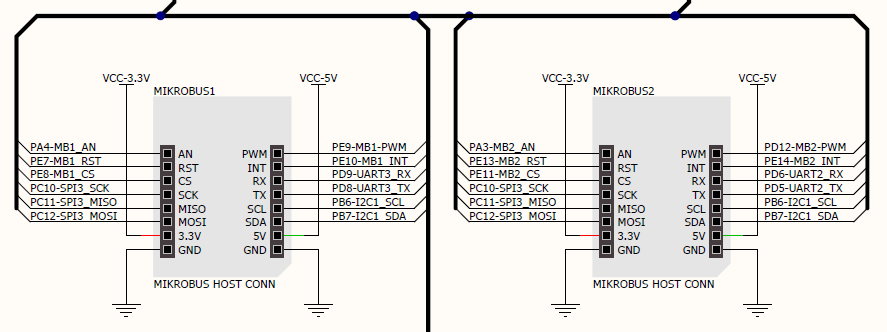 VCC-3.3V VCC-5V VCC-3.3V VCC-5V
MIKROBUS1 MIKROBUS2
PA4-MB1_AN AN PWM PE9-MB1-PWM PA3-MB2_AN AN PWM PD12-MB2-PWM
PE7-MB1_RST RST INT PE10-MB1_INT PE13-MB2_RST RST INT PE14-MB2_INT
PE8-MB1_CS CS RX PD9-UART3_RX PE11-MB2_CS CS RX PD6-UART2_RX
PC10-SPI3_SCK SCK TX PD8-UART3_TX PC10-SPI3_SCK SCK TX PD5-UART2_TX
PC11-SPI3_MISO MISO SCL PB6-I2C1_SCL PC11-SPI3_MISO MISO SCL PB6-I2C1_SCL
PC12-SPI3_MOSI MOSI SDA PB7-I2C1_SDA PC12-SPI3_MOSI MOSI SDA PB7-I2C1_SDA
3.3V 5V 3.3V 5V
GND GND GND GND
MIKROBUS HOST CONN MIKROBUS HOST CONN